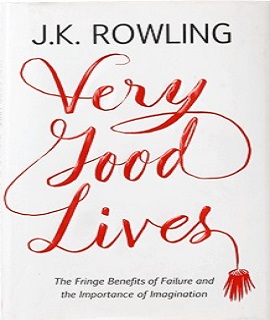 J.K. ROWLING
Very
Good
Lives
The Fringe Benefits of Failure and
the Importance of Imagination